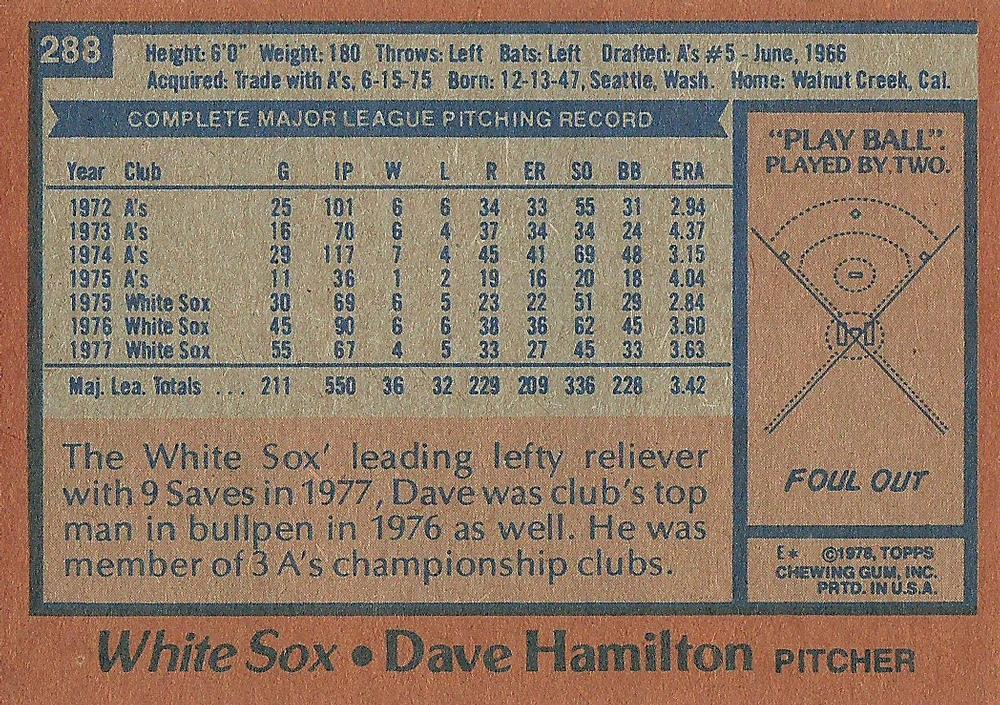 288
Height: 6'0" Weight: 180 Throws: Left Bats: Left Drafted: A's #5 - June, 1966
Acquired: Trade with A's, 6-15-75 Born: 12-13-47, Seattle, Wash. Home: Walnut Creek, Cal.
COMPLETE MAJOR LEAGUE PITCHING RECORD
Year Club G IP W L R ER SO BB ERA
1972 A's 25 101 6 6 34 33 55 31 2.94
1973 A's 16 70 6 4 37 34 34 24 4.37
1974 A's 29 117 7 4 45 41 69 48 3.15
1975 A's 11 36 1 2 19 16 20 18 4.04
1975 White Sox 30 69 6 5 23 22 51 29 2.84
1976 White Sox 45 90 6 6 38 36 62 45 3.60
1977 White Sox 55 67 4 5 33 27 45 33 3.63
Maj. Lea. Totals ... 211 550 36 32 229 209 336 228 3.42
The White Sox' leading lefty reliever
with 9 Saves in 1977, Dave was club's top
man in bullpen in 1976 as well. He was
member of 3 A's championship clubs.
"PLAY BALL".
PLAYED BY TWO.
FOUL OUT
E* ©1978, TOPPS
CHEWING GUM, INC.
PRTD. IN U.S.A.
White Sox • Dave Hamilton PITCHER